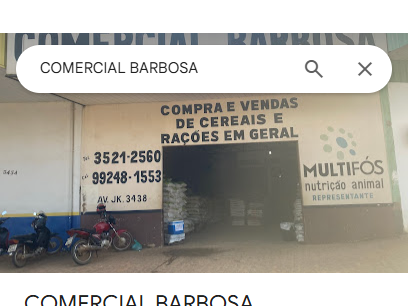 COMERCIAL BARBOSA
COMERCIAL BARBOSA
COMPRA E VENDAS
DE CEREAIS E
RAÇÕES EM GERAL
3521-2560
99248-1553
AV. JK. 3438
3434
MULTIFÓS
nutrição animal
REPRESENTANTE
COMERCIAL BARBOSA